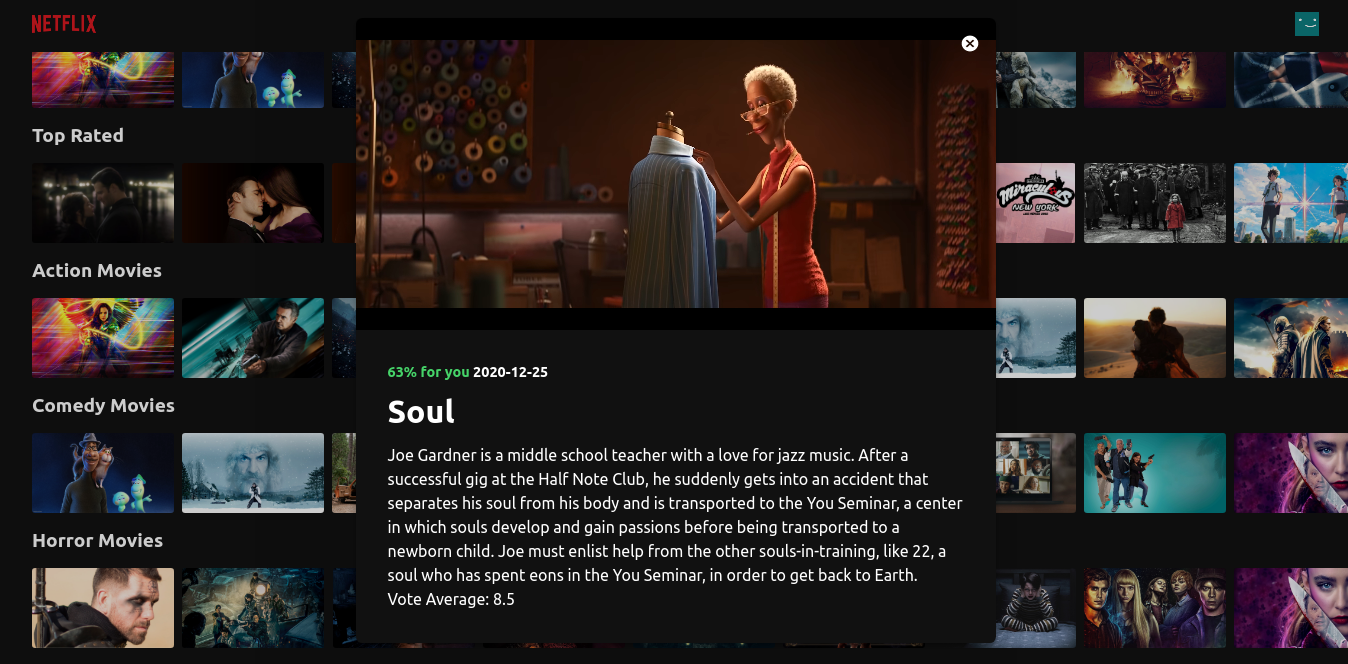 NETFLIX
Top Rated
Miraculous
NEW YORK
Action Movies
63% for you 2020-12-25
Soul
Comedy Movies
Joe Gardner is a middle school teacher with a love for jazz music. After a
successful gig at the Half Note Club, he suddenly gets into an accident that
separates his soul from his body and is transported to the You Seminar, a center
in which souls develop and gain passions before being transported to a
newborn child. Joe must enlist help from the other souls-in-training, like 22, a
soul who has spent eons in the You Seminar, in order to get back to Earth.
Vote Average: 8.5
Horror Movies